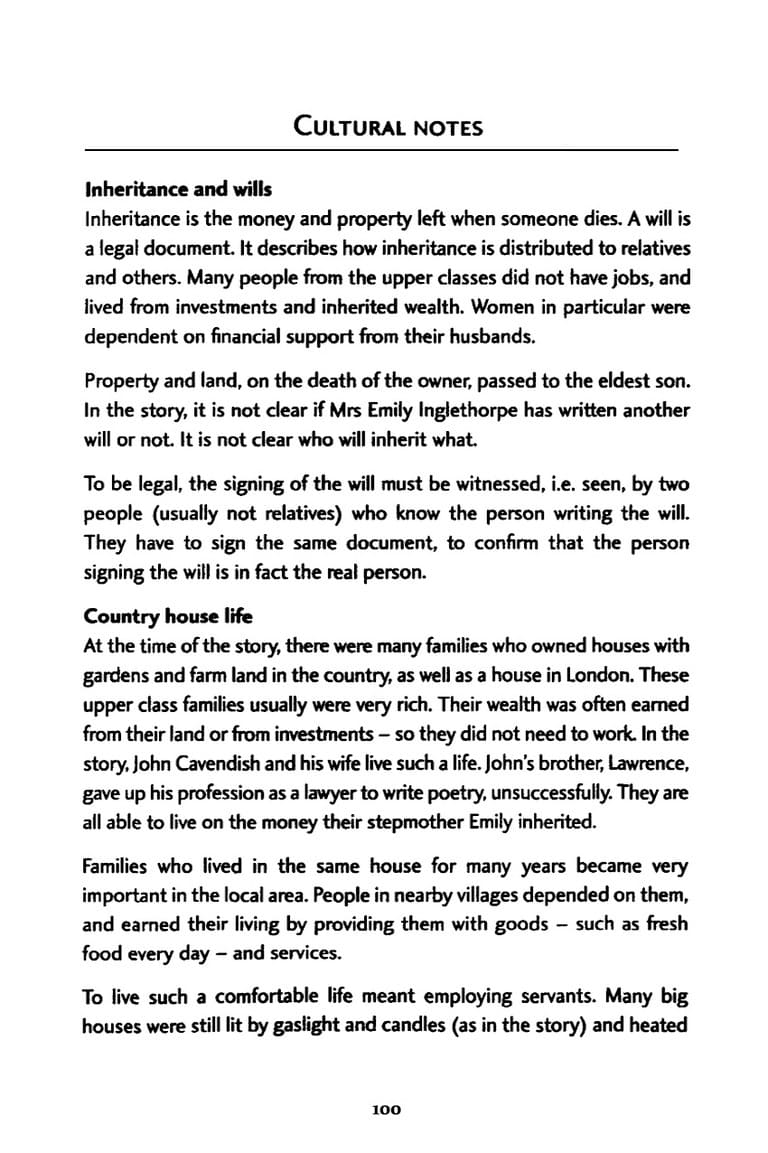 CULTURAL NOTES
Inheritance and wills
Inheritance is the money and property left when someone dies. A will is
a legal document. It describes how inheritance is distributed to relatives
and others. Many people from the upper classes did not have jobs, and
lived from investments and inherited wealth. Women in particular were
dependent on financial support from their husbands.
Property and land, on the death of the owner, passed to the eldest son.
In the story, it is not clear if Mrs Emily Inglethorpe has written another
will or not. It is not clear who will inherit what.
To be legal, the signing of the will must be witnessed, i.e. seen, by two
people (usually not relatives) who know the person writing the will.
They have to sign the same document, to confirm that the person
signing the will is in fact the real person.
Country house life
At the time of the story, there were many families who owned houses with
gardens and farm land in the country, as well as a house in London. These
upper class families usually were very rich. Their wealth was often earned
from their land or from investments – so they did not need to work. In the
story, John Cavendish and his wife live such a life. John's brother, Lawrence,
gave up his profession as a lawyer to write poetry, unsuccessfully. They are
all able to live on the money their stepmother Emily inherited.
Families who lived in the same house for many years became very
important in the local area. People in nearby villages depended on them,
and earned their living by providing them with goods – such as fresh
food every day – and services.
To live such a comfortable life meant employing servants. Many big
houses were still lit by gaslight and candles (as in the story) and heated
100